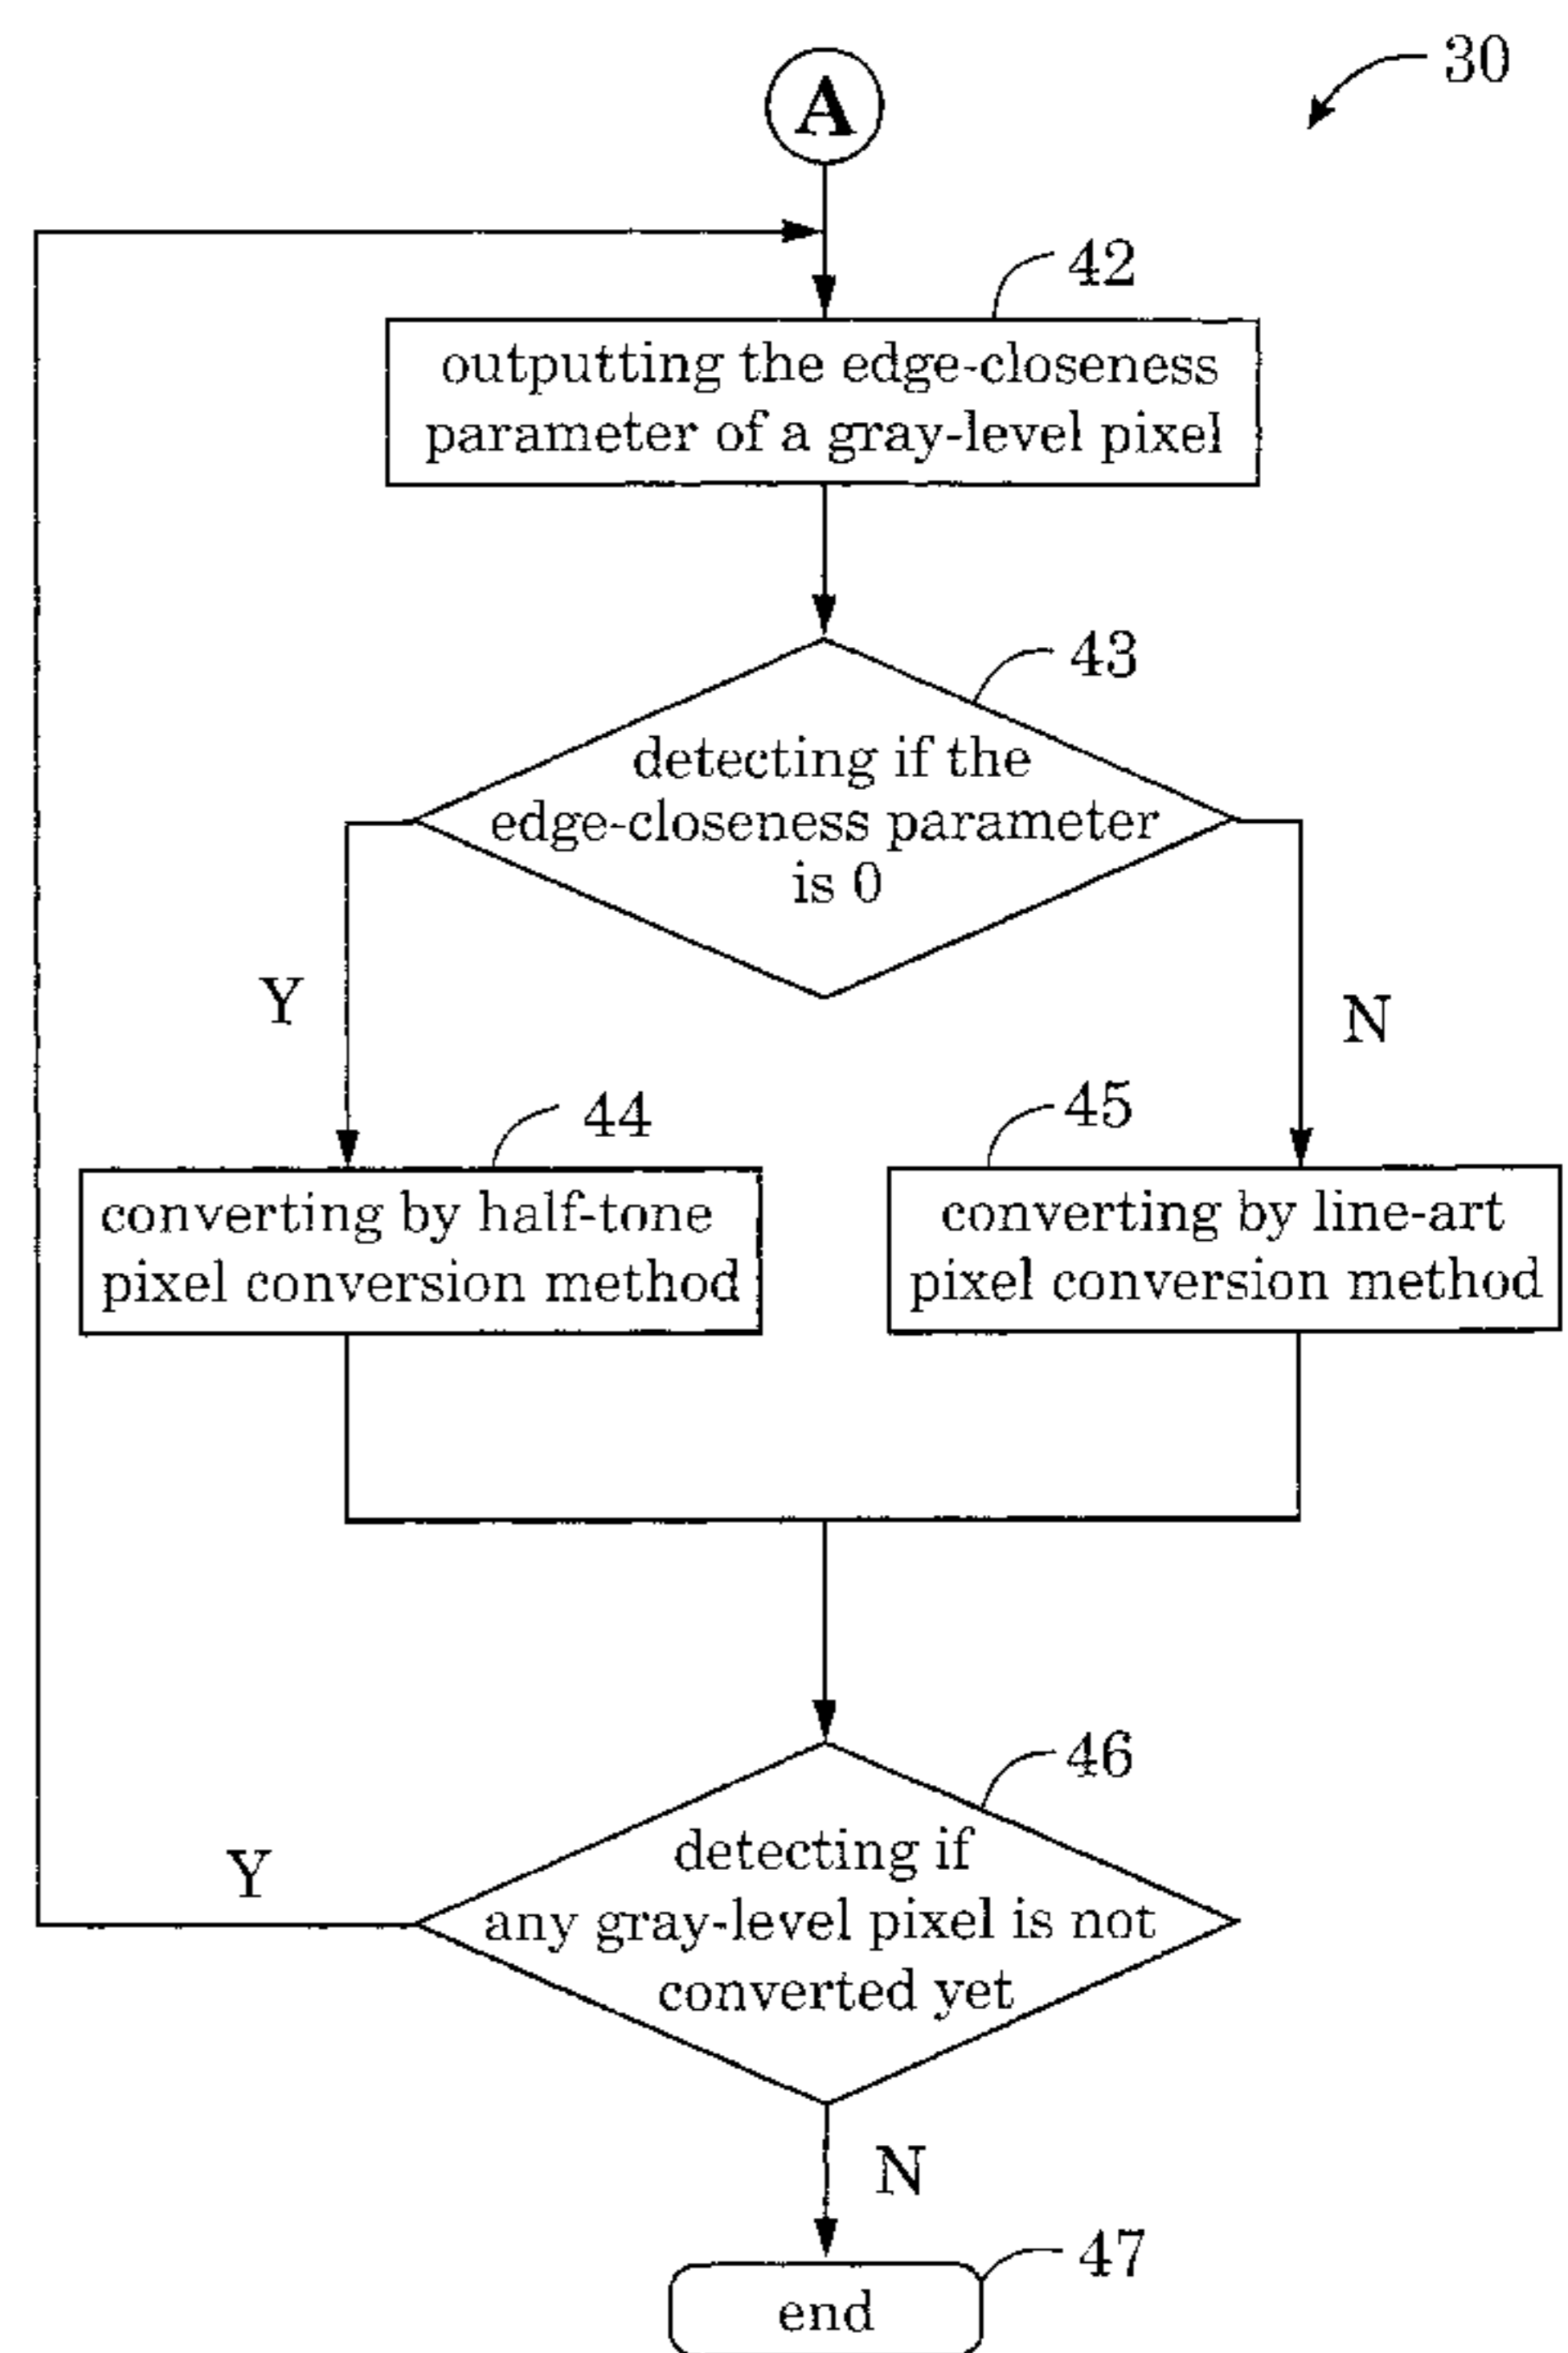 30
A
42
outputting the edge-closeness
parameter of a gray-level pixel
43
detecting if the
edge-closeness parameter
is 0
Y
N
44
converting by half-tone
pixel conversion method
45
converting by line-art
pixel conversion method
46
detecting if
any gray-level pixel is not
converted yet
Y
N
47
end